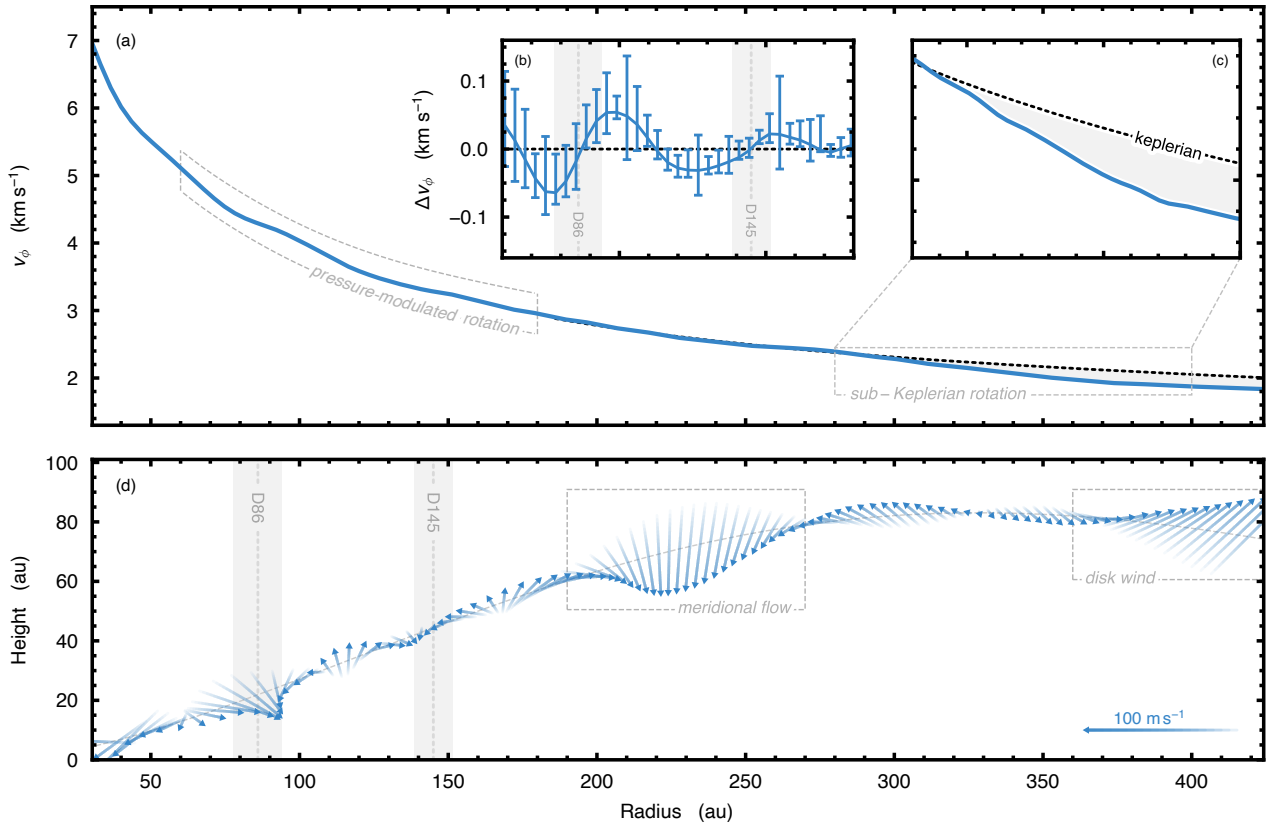 (a)
7
6
5
4
3
2
vϕ (km s⁻¹)
pressure-modulated rotation
sub−Keplerian rotation
(b)
0.1
0.0
−0.1
Δvϕ (km s⁻¹)
D86
D145
(c)
keplerian
(d)
100
80
60
40
20
0
Height (au)
D86
D145
meridional flow
disk wind
100 m s⁻¹
50
100
150
200
250
300
350
400
Radius (au)